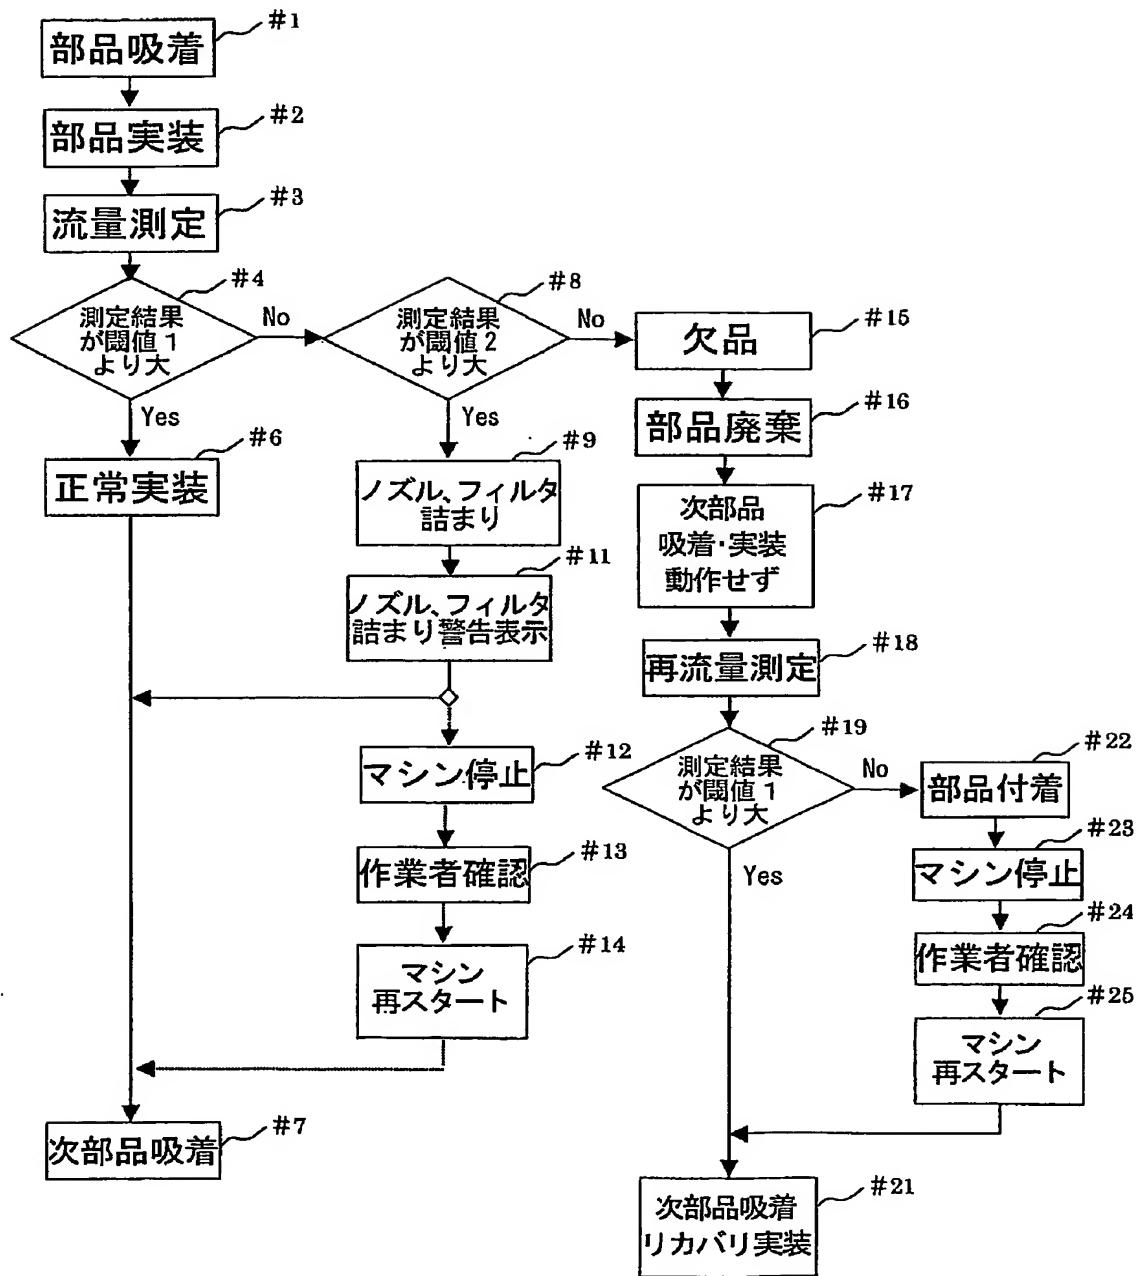 #1
部品吸着
#2
部品実装
#3
流量測定
#4
測定結果
が閾値1
より大
No
Yes
#6
正常実装
#7
次部品吸着
#8
測定結果
が閾値2
より大
No
Yes
#9
ノズル、フィルタ
詰まり
#11
ノズル、フィルタ
詰まり警告表示
#12
マシン停止
#13
作業者確認
#14
マシン
再スタート
#15
欠品
#16
部品廃棄
#17
次部品
吸着・実装
動作せず
#18
再流量測定
#19
測定結果
が閾値1
より大
No
Yes
#22
部品付着
#23
マシン停止
#24
作業者確認
#25
マシン
再スタート
#21
次部品吸着
リカバリ実装